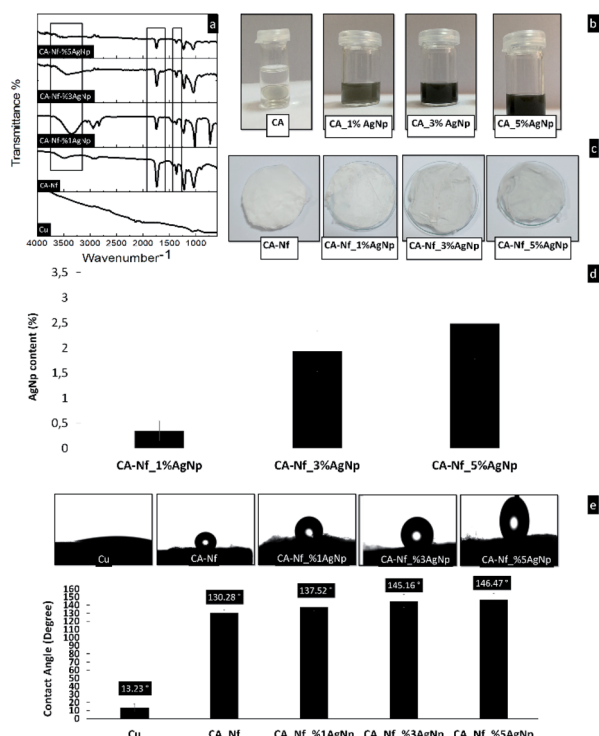 a
CA-Nf-%5AgNp
CA-Nf-%3AgNp
CA-Nf-%1AgNp
CA-Nf
Cu
Transmittance %
4000 3500 3000 2500 2000 1500 1000
Wavenumber-1
b
CA
CA_1% AgNp
CA_3% AgNp
CA_5%AgNp
c
CA-Nf
CA-Nf_1%AgNp
CA-Nf_3%AgNp
CA-Nf_5%AgNp
d
AgNp content (%)
3,5
3
2,5
2
1,5
1
0,5
0
CA-Nf_1%AgNp
CA-Nf_3%AgNp
CA-Nf_5%AgNp
e
Cu
CA-Nf
CA-Nf_%1AgNp
CA-Nf_%3AgNp
CA-Nf_%5AgNp
Contact Angle (Degree)
160
150
140
130
120
110
100
90
80
70
60
50
40
30
20
10
0
13.23 °
130.28 °
137.52 °
145.16 °
146.47 °
Cu
CA_Nf
CA_Nf_%1AgNp
CA_Nf_%3AgNp
CA_Nf_%5AgNp